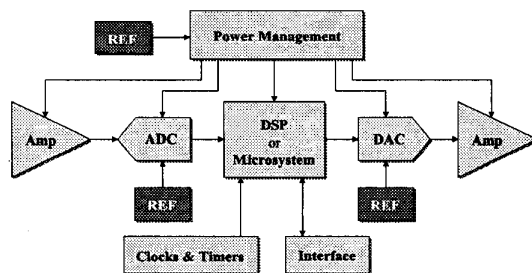 REF
Power Management
Amp
ADC
DSP
or
Microsystem
DAC
Amp
REF
REF
Clocks & Timers
Interface